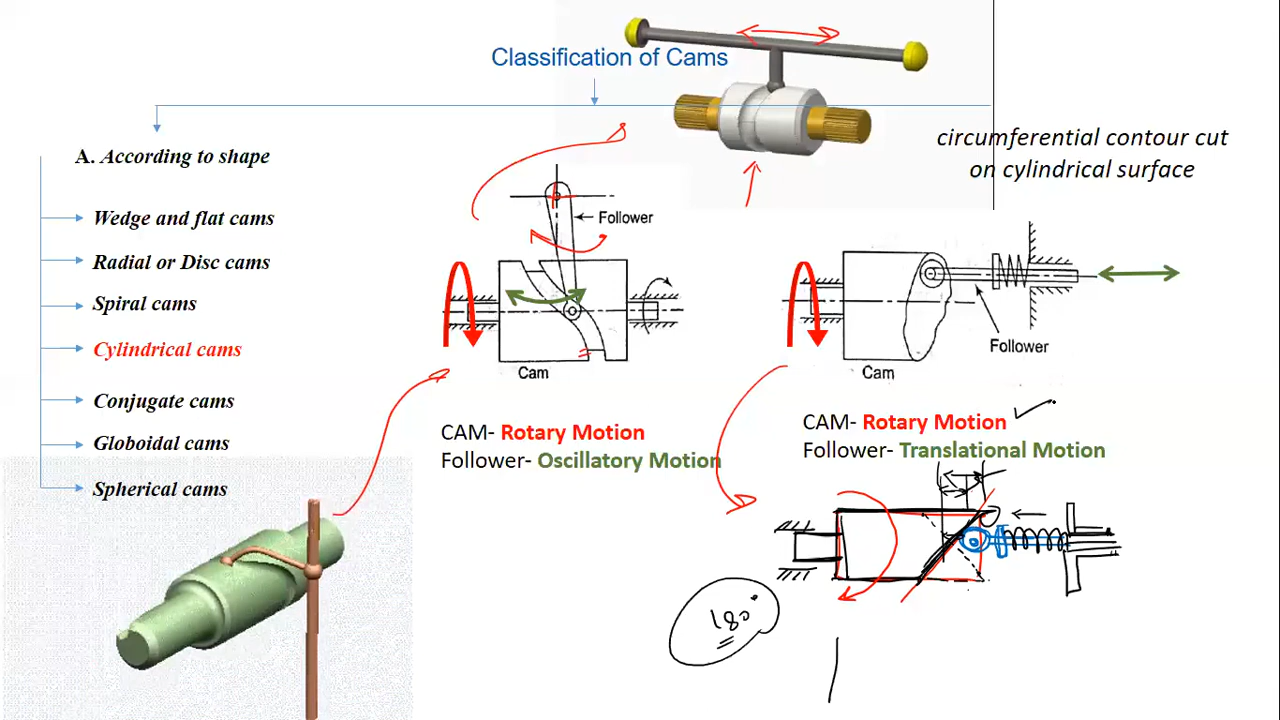 Classification of Cams
circumferential contour cut
on cylindrical surface
A. According to shape
Wedge and flat cams
Radial or Disc cams
Spiral cams
Cylindrical cams
Conjugate cams
Globoidal cams
Spherical cams
Follower
Cam
CAM- Rotary Motion
Follower- Oscillatory Motion
Follower
Cam
CAM- Rotary Motion
Follower- Translational Motion
180°